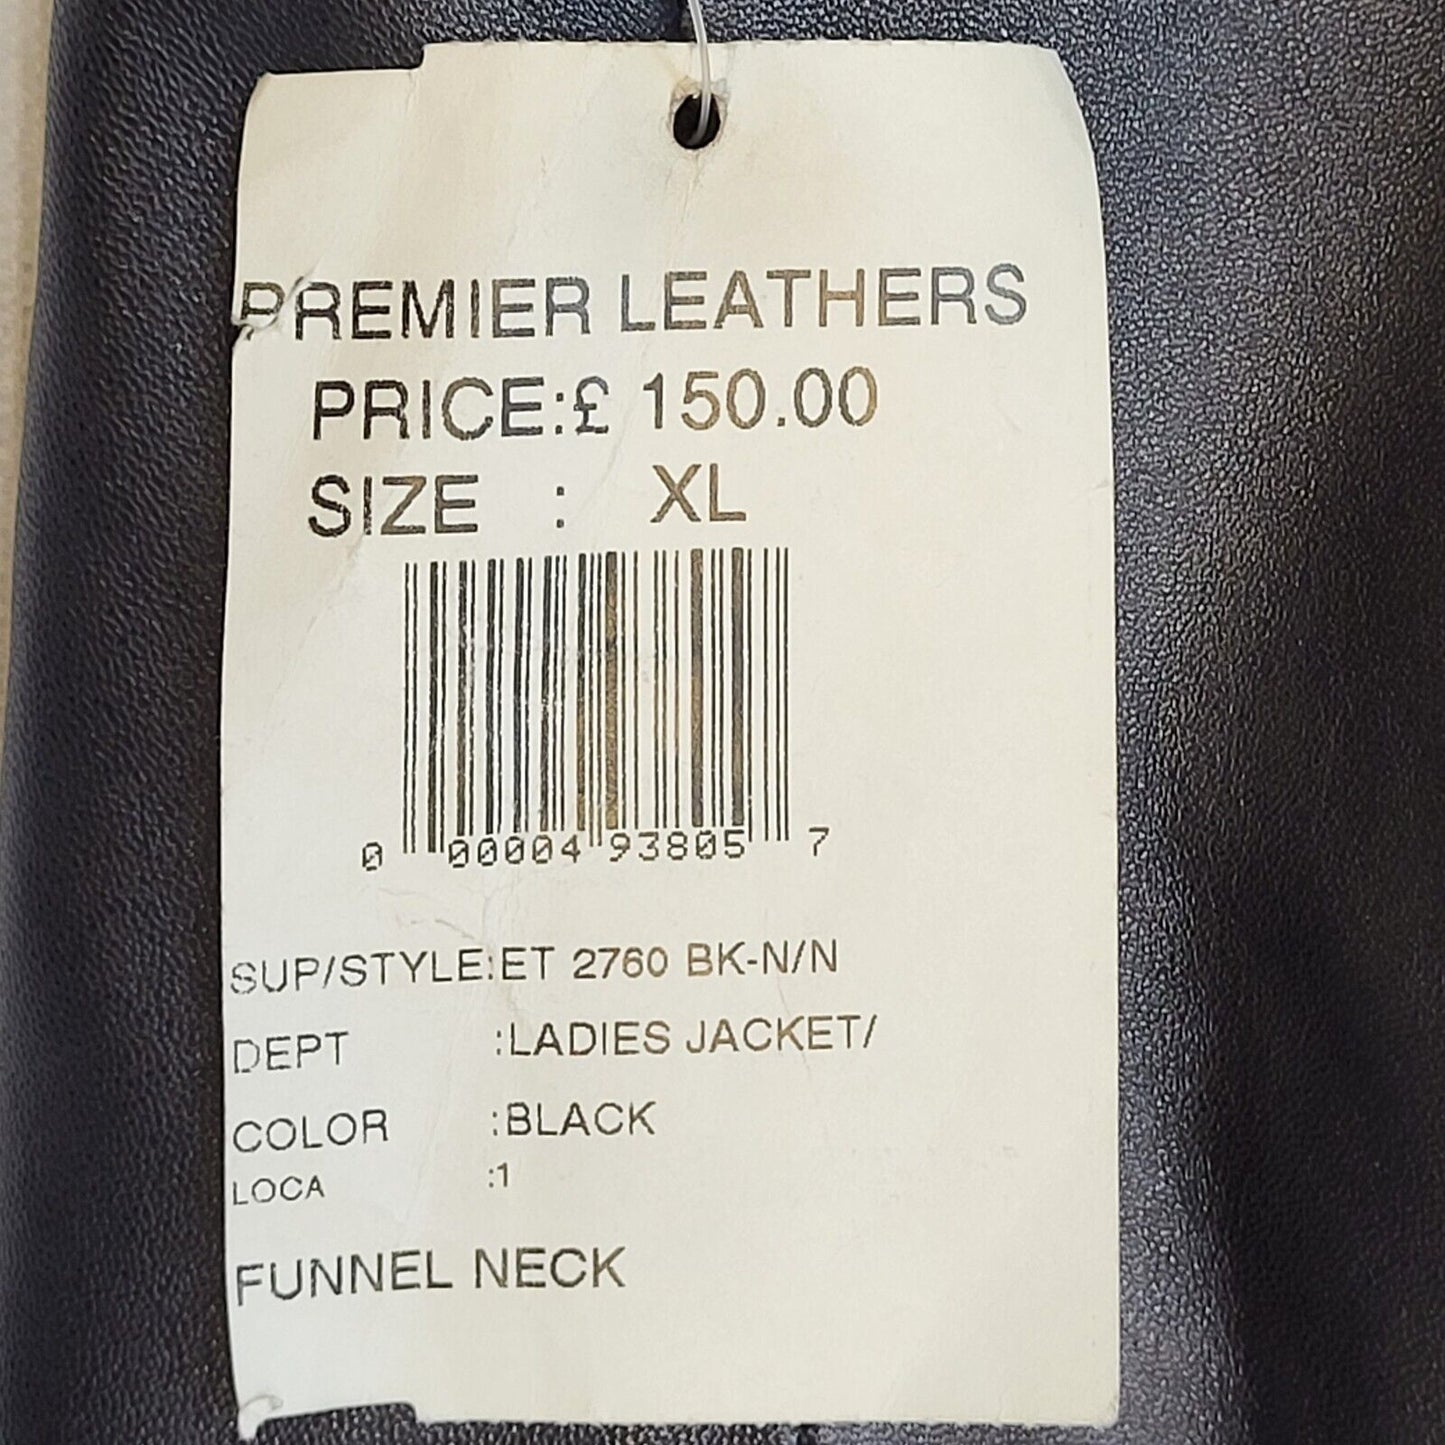 PREMIER LEATHERS
PRICE:£ 150.00
SIZE : XL
0 00004 93805 7
SUP/STYLE:ET 2760 BK-N/N
DEPT :LADIES JACKET/
COLOR :BLACK
LOCA :1
FUNNEL NECK